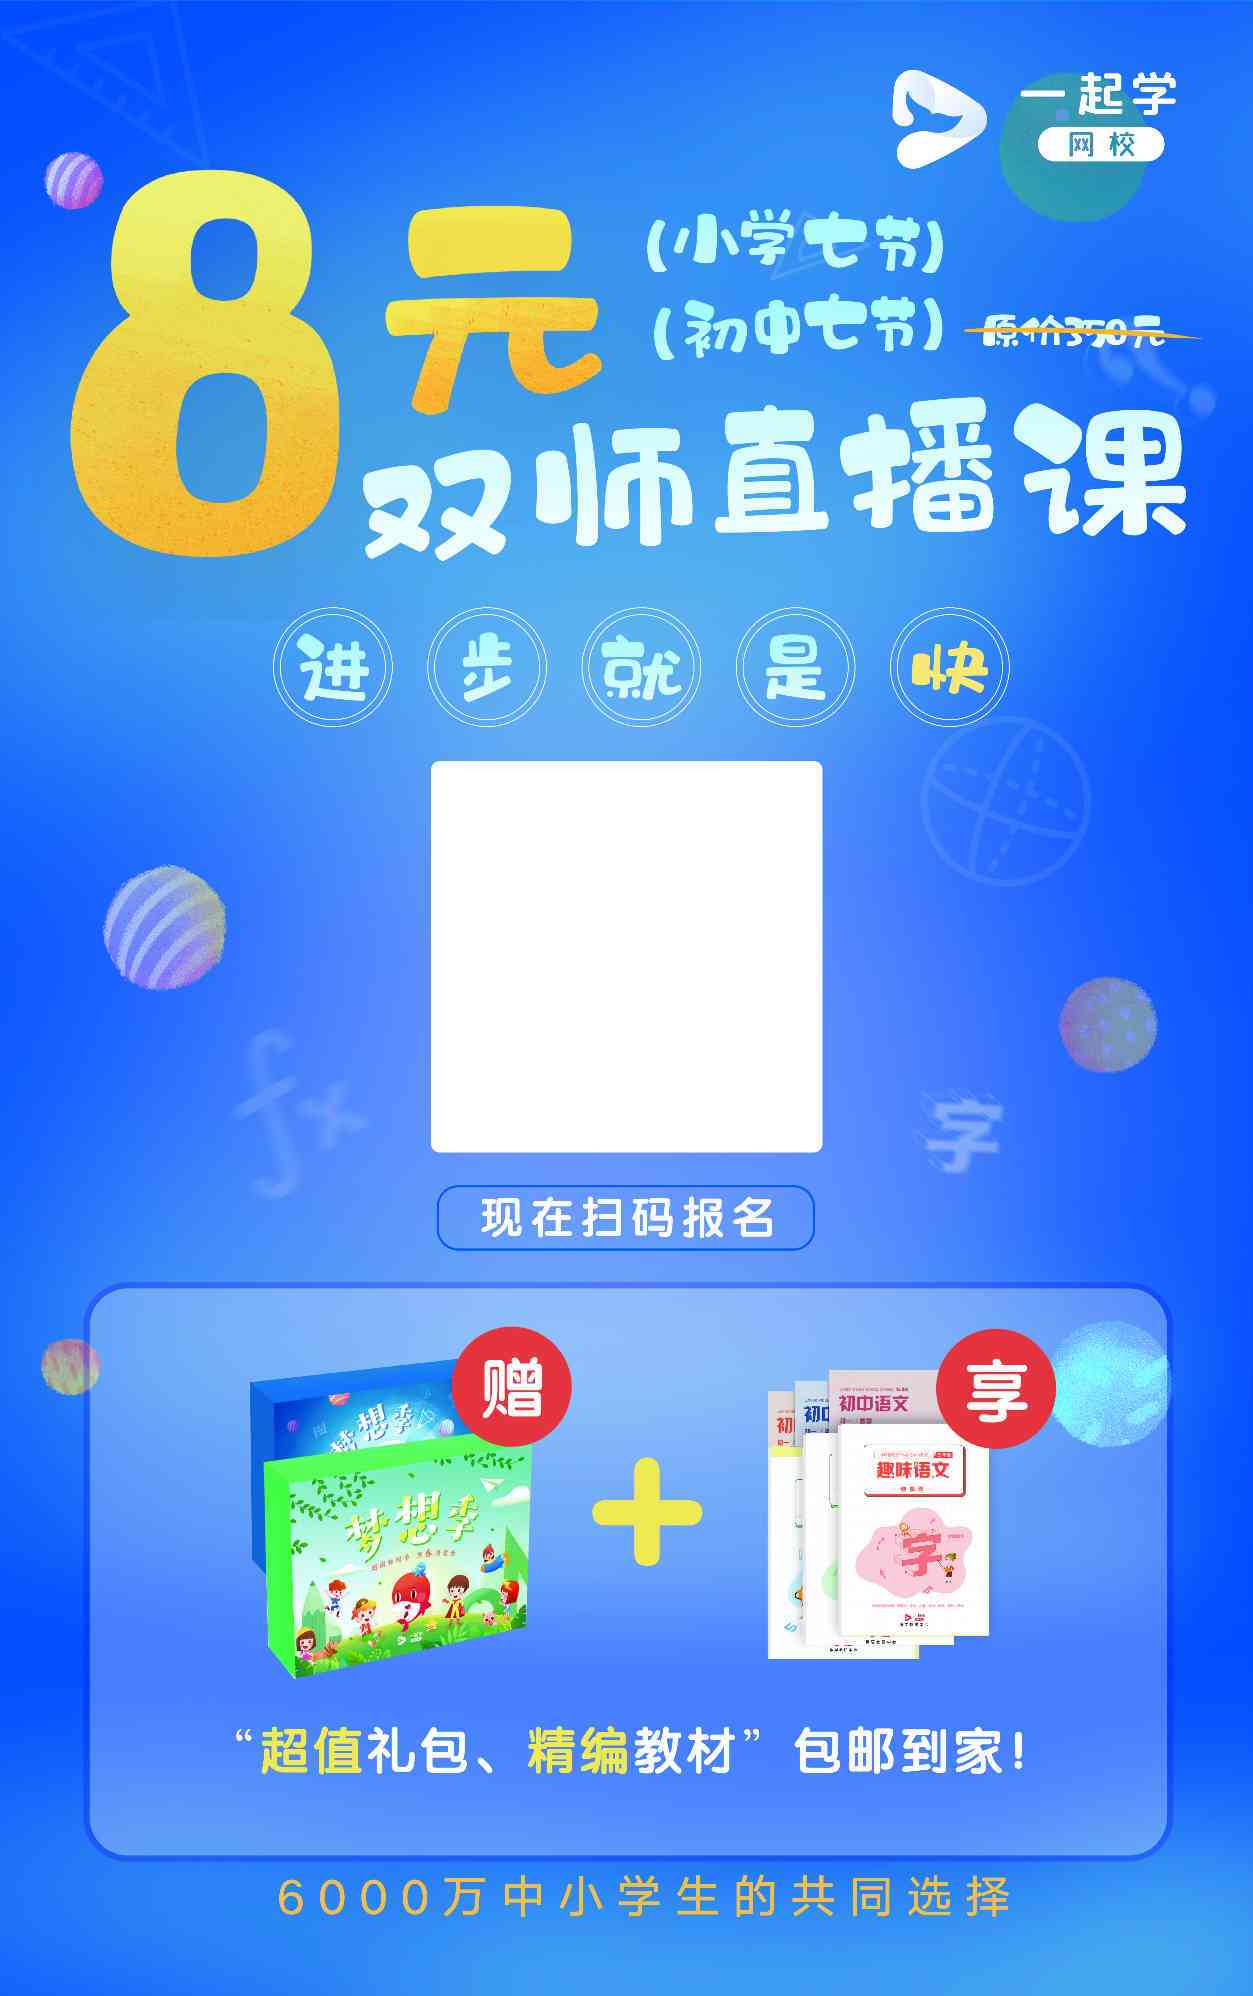 一起学
网校
8元
(小学七节)
(初中七节) 原价350元
双师直播课
进步就是快
字
fx
现在扫码报名
赠
享
梦想季
梦想季
初中语文
趣味语文
字
“超值礼包、精编教材”包邮到家!
6000万中小学生的共同选择